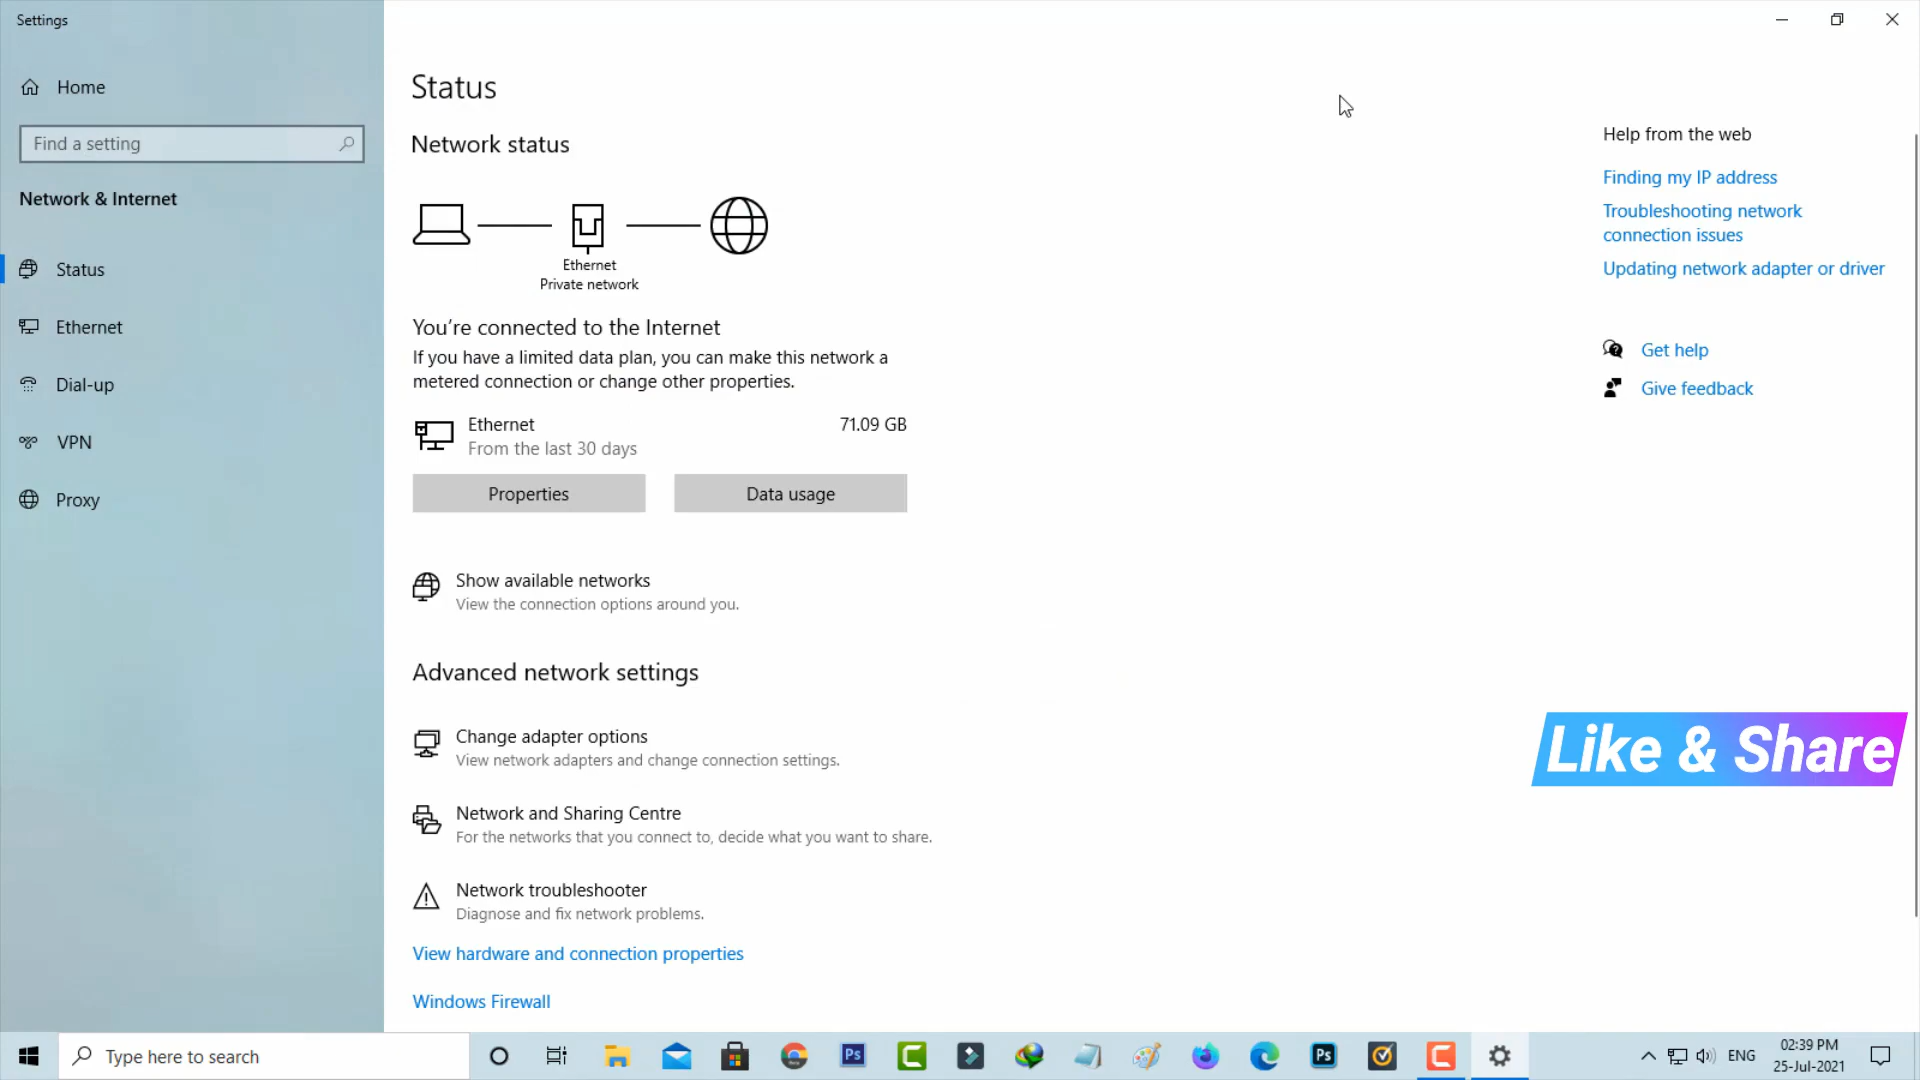 Settings
Home
Find a setting
Network & Internet
Status
Ethernet
Dial-up
VPN
Proxy
Status
Network status
Ethernet
Private network
You're connected to the Internet
If you have a limited data plan, you can make this network a
metered connection or change other properties.
Ethernet
71.09 GB
From the last 30 days
Properties
Data usage
Show available networks
View the connection options around you.
Advanced network settings
Change adapter options
View network adapters and change connection settings.
Network and Sharing Centre
For the networks that you connect to, decide what you want to share.
Network troubleshooter
Diagnose and fix network problems.
View hardware and connection properties
Windows Firewall
Help from the web
Finding my IP address
Troubleshooting network
connection issues
Updating network adapter or driver
Get help
Give feedback
Like & Share
Type here to search
Ps
Ps
ENG
02:39 PM
25-Jul-2021